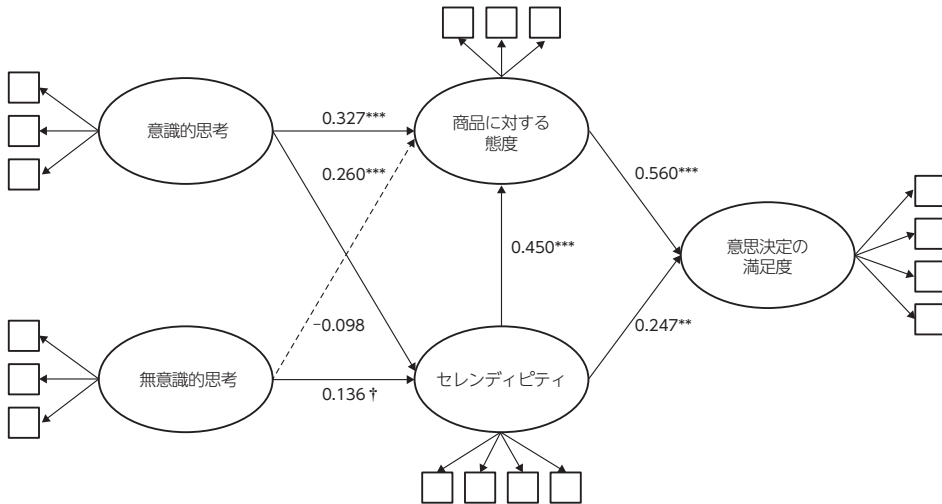 意識的思考
0.327***
商品に対する
態度
0.260***
0.560***
0.450***
意思決定の
満足度
-0.098
0.247**
無意識的思考
0.136 †
セレンディピティ